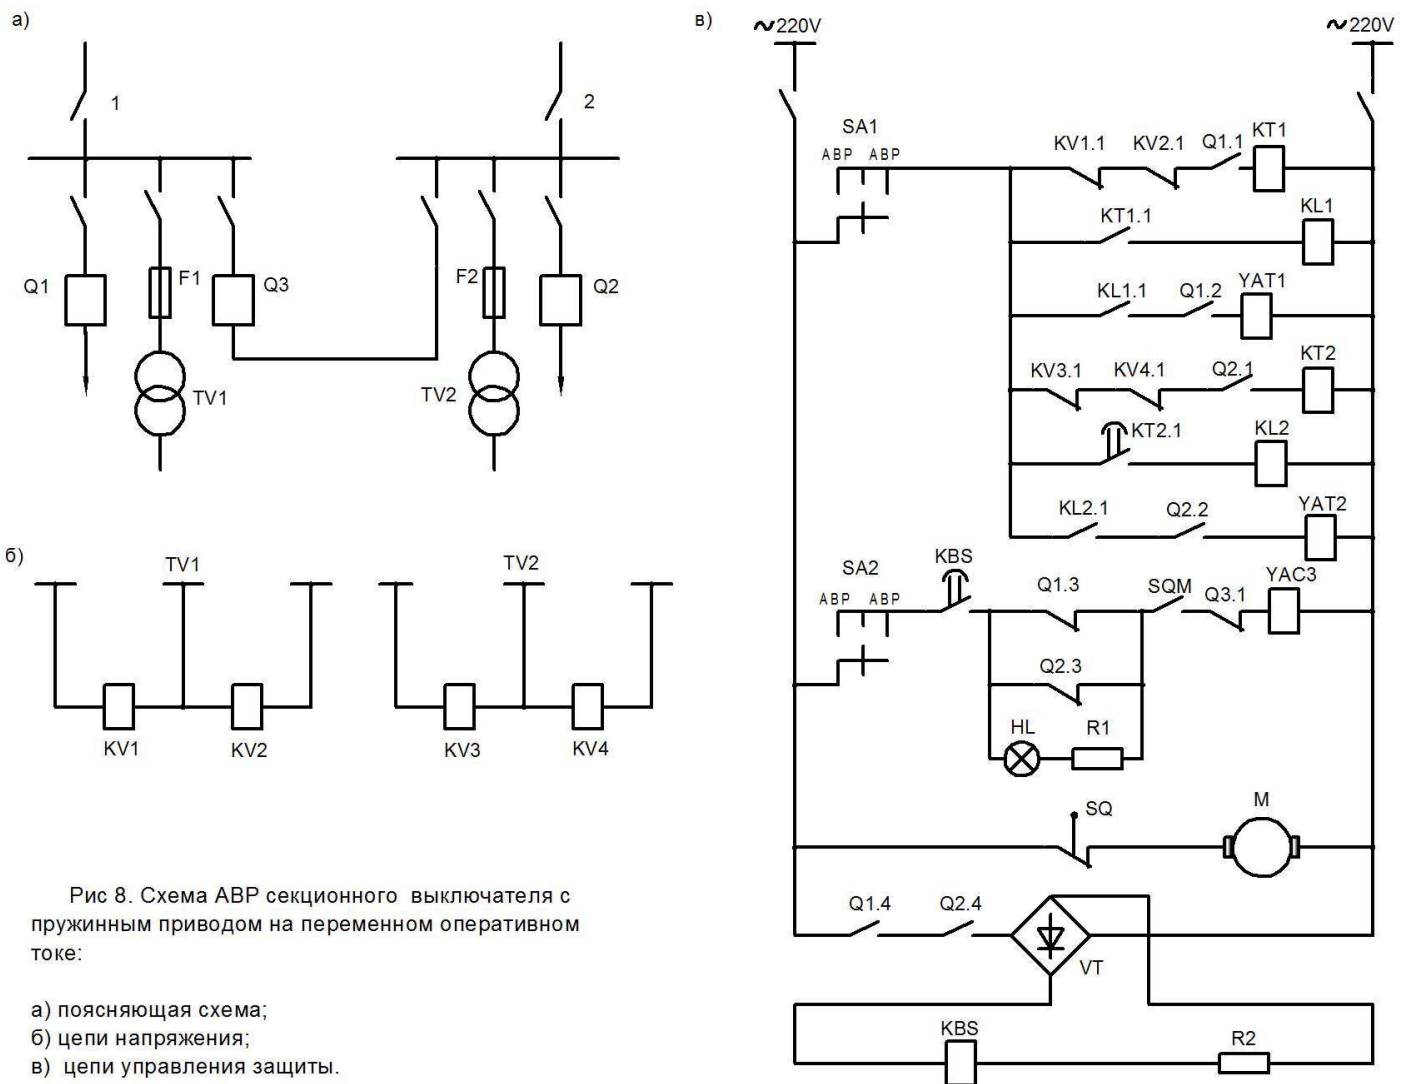 а)
1
2
Q1
F1
Q3
F2
Q2
TV1
TV2
б)
TV1
TV2
KV1
KV2
KV3
KV4
Рис 8. Схема АВР секционного выключателя с
пружинным приводом на переменном оперативном
токе:
а) поясняющая схема;
б) цепи напряжения;
в) цепи управления защиты.
в)
~220V
~220V
SA1
АВР АВР
KV1.1 KV2.1 Q1.1 KT1
KT1.1 KL1
KL1.1 Q1.2 YAT1
KV3.1 KV4.1 Q2.1 KT2
KT2.1 KL2
KL2.1 Q2.2 YAT2
SA2 KBS
АВР АВР
Q1.3 SQM Q3.1 YAC3
Q2.3
HL R1
SQ M
Q1.4 Q2.4
VT
KBS R2